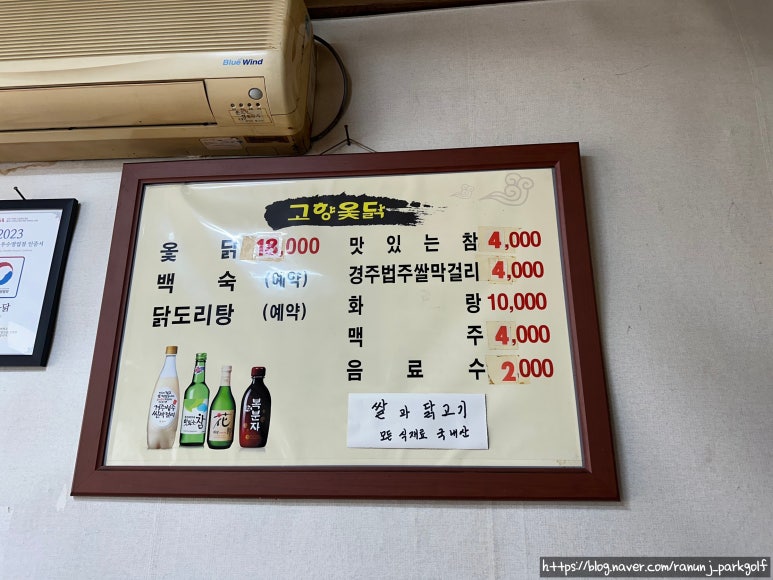 Blue Wind
2023
고향옻닭
옻 닭 18,000
백 숙 (예약)
닭도리탕 (예약)
맛 있 는 참 4,000
경주법주쌀막걸리 4,000
화 랑 10,000
맥 주 4,000
음 료 수 2,000
참
花
복분자
쌀 과 닭고기
모든 식재료 국내산
https://blog.naver.com/ranunj_parkgolf